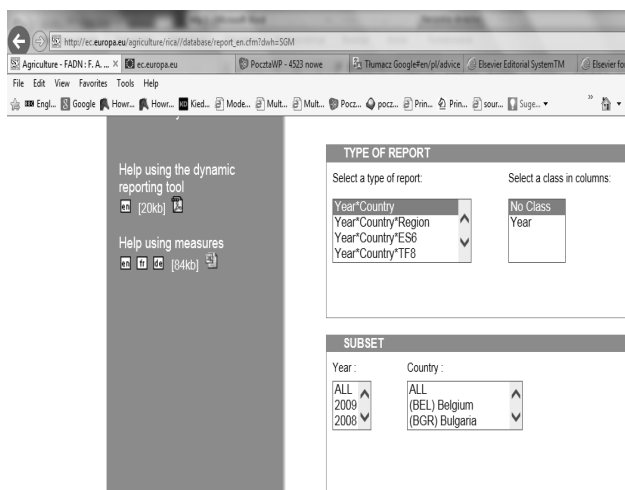 http://ec.europa.eu/agriculture/rica//database/report_en.cfm?dwh=SGM
Agriculture - FADN : F. A. ... × ec.europa.eu PocztaWP - 4523 nowe Tłumacz Google#en/pl/advice Elsevier Editorial SystemTM Elsevier fo
File Edit View Favorites Tools Help
Engl... Google Howr... Howr... Kied... Mode... Mult... Mult... Pocz... pocz... Prin... Prin... sour... Suge... »
Help using the dynamic
reporting tool
en [20kb]
Help using measures
en fr de [84kb]
TYPE OF REPORT
Select a type of report: Select a class in columns:
Year*Country No Class
Year*Country*Region Year
Year*Country*ES6
Year*Country*TF8
SUBSET
Year : Country :
ALL ALL
2009 (BEL) Belgium
2008 (BGR) Bulgaria